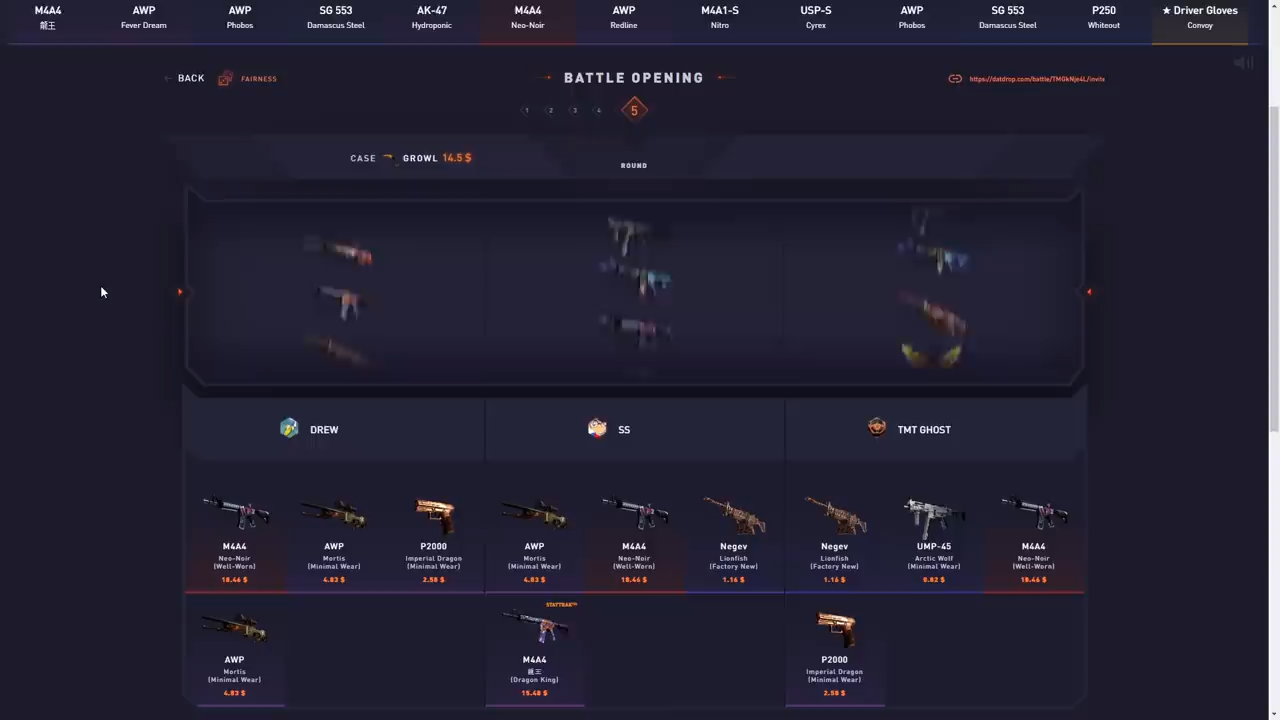 M4A4 AWP AWP SG 553 AK-47 M4A4 AWP M4A1-S USP-S AWP SG 553 P250 ★ Driver Gloves
龍王 Fever Dream Phobos Damascus Steel Hydroponic Neo-Noir Redline Nitro Cyrex Phobos Damascus Steel Whiteout Convoy
← BACK FAIRNESS BATTLE OPENING https://datdrop.com/battle/TMGkNje4L/invite
1 2 3 4 5
CASE GROWL 14.5 $
ROUND
DREW SS TMT GHOST
M4A4 AWP P2000 AWP M4A4 Negev Negev UMP-45 M4A4
Neo-Noir Mortis Imperial Dragon Mortis Neo-Noir Lionfish Lionfish Arctic Wolf Neo-Noir
(Well-Worn) (Minimal Wear) (Minimal Wear) (Minimal Wear) (Well-Worn) (Factory New) (Factory New) (Minimal Wear) (Well-Worn)
18.46 $ 4.83 $ 2.58 $ 4.83 $ 18.46 $ 1.16 $ 1.16 $ 0.82 $ 18.46 $
STATTRAK™
AWP M4A4 P2000
Mortis 龍王 Imperial Dragon
(Minimal Wear) (Dragon King) (Minimal Wear)
4.83 $ 15.48 $ 2.58 $